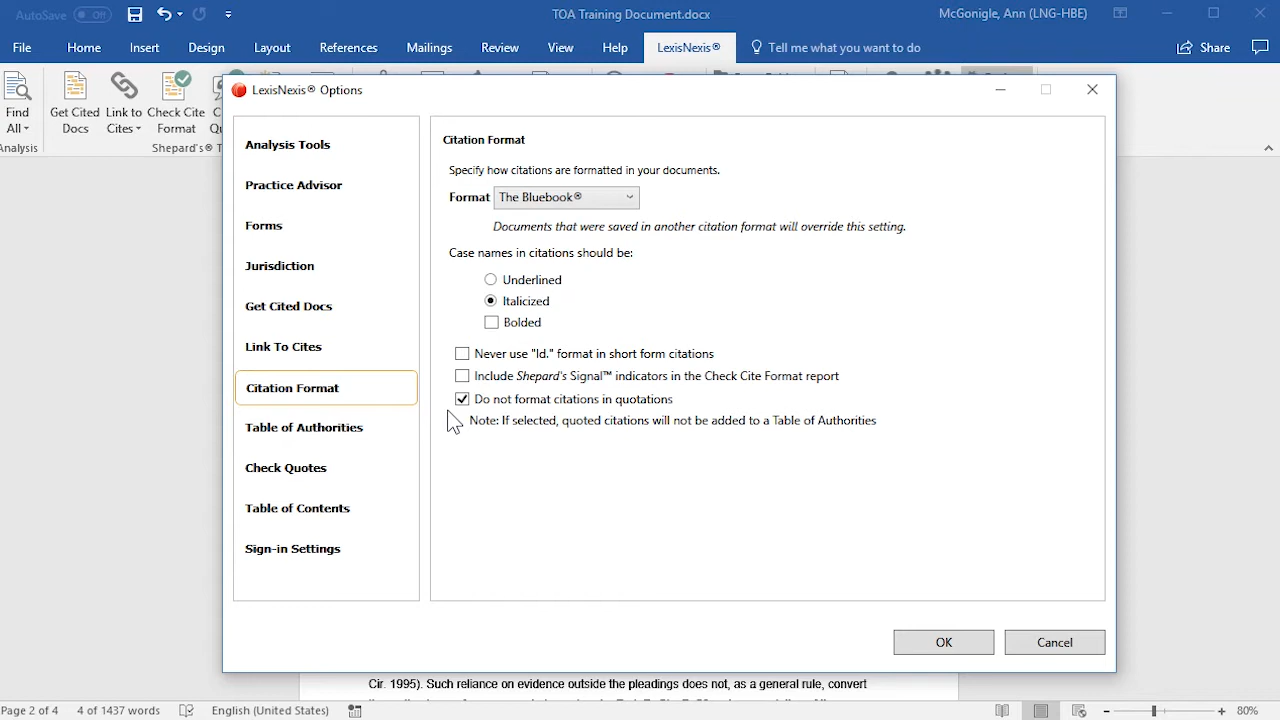 AutoSave Off
TOA Training Document.docx
McGonigle, Ann (LNG-HBE)
File Home Insert Design Layout References Mailings Review View Help LexisNexis® Tell me what you want to do Share
Find All
Get Cited Docs
Link to Cites
Check Cite Format
Analysis
Shepard's® T
LexisNexis® Options
Analysis Tools
Practice Advisor
Forms
Jurisdiction
Get Cited Docs
Link To Cites
Citation Format
Table of Authorities
Check Quotes
Table of Contents
Sign-in Settings
Citation Format
Specify how citations are formatted in your documents.
Format The Bluebook®
Documents that were saved in another citation format will override this setting.
Case names in citations should be:
Underlined
Italicized
Bolded
Never use "Id." format in short form citations
Include Shepard's Signal™ indicators in the Check Cite Format report
Do not format citations in quotations
Note: If selected, quoted citations will not be added to a Table of Authorities
OK Cancel
Cir. 1995). Such reliance on evidence outside the pleadings does not, as a general rule, convert
Page 2 of 4 4 of 1437 words English (United States) 80%